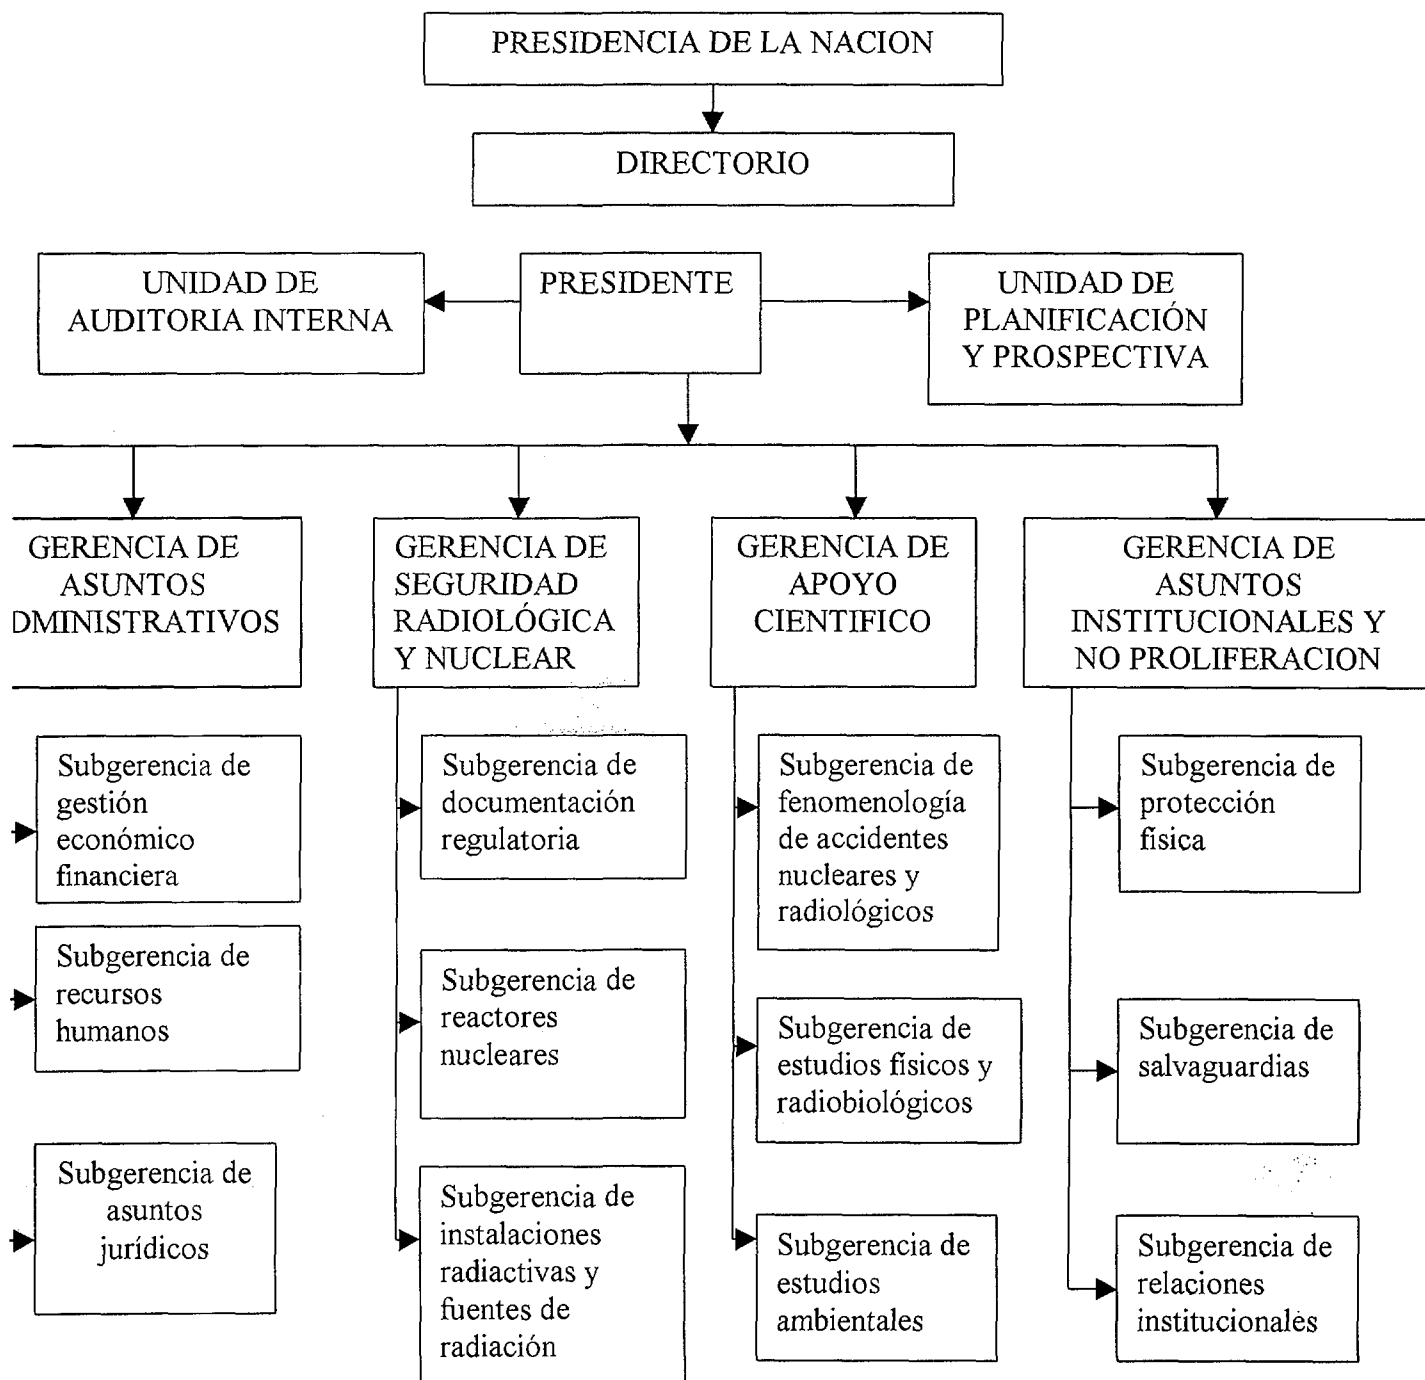 PRESIDENCIA DE LA NACION
DIRECTORIO
UNIDAD DE
AUDITORIA INTERNA
PRESIDENTE
UNIDAD DE
PLANIFICACIÓN
Y PROSPECTIVA
GERENCIA DE
ASUNTOS
DMINISTRATIVOS
GERENCIA DE
SEGURIDAD
RADIOLÓGICA
Y NUCLEAR
GERENCIA DE
APOYO
CIENTIFICO
GERENCIA DE
ASUNTOS
INSTITUCIONALES Y
NO PROLIFERACION
Subgerencia de
gestión
económico
financiera
Subgerencia de
recursos
humanos
Subgerencia de
asuntos
jurídicos
Subgerencia de
documentación
regulatoria
Subgerencia de
reactores
nucleares
Subgerencia de
instalaciones
radiactivas y
fuentes de
radiación
Subgerencia de
fenomenología
de accidentes
nucleares y
radiológicos
Subgerencia de
estudios físicos y
radiobiológicos
Subgerencia de
estudios
ambientales
Subgerencia de
protección
física
Subgerencia de
salvaguardias
Subgerencia de
relaciones
institucionales